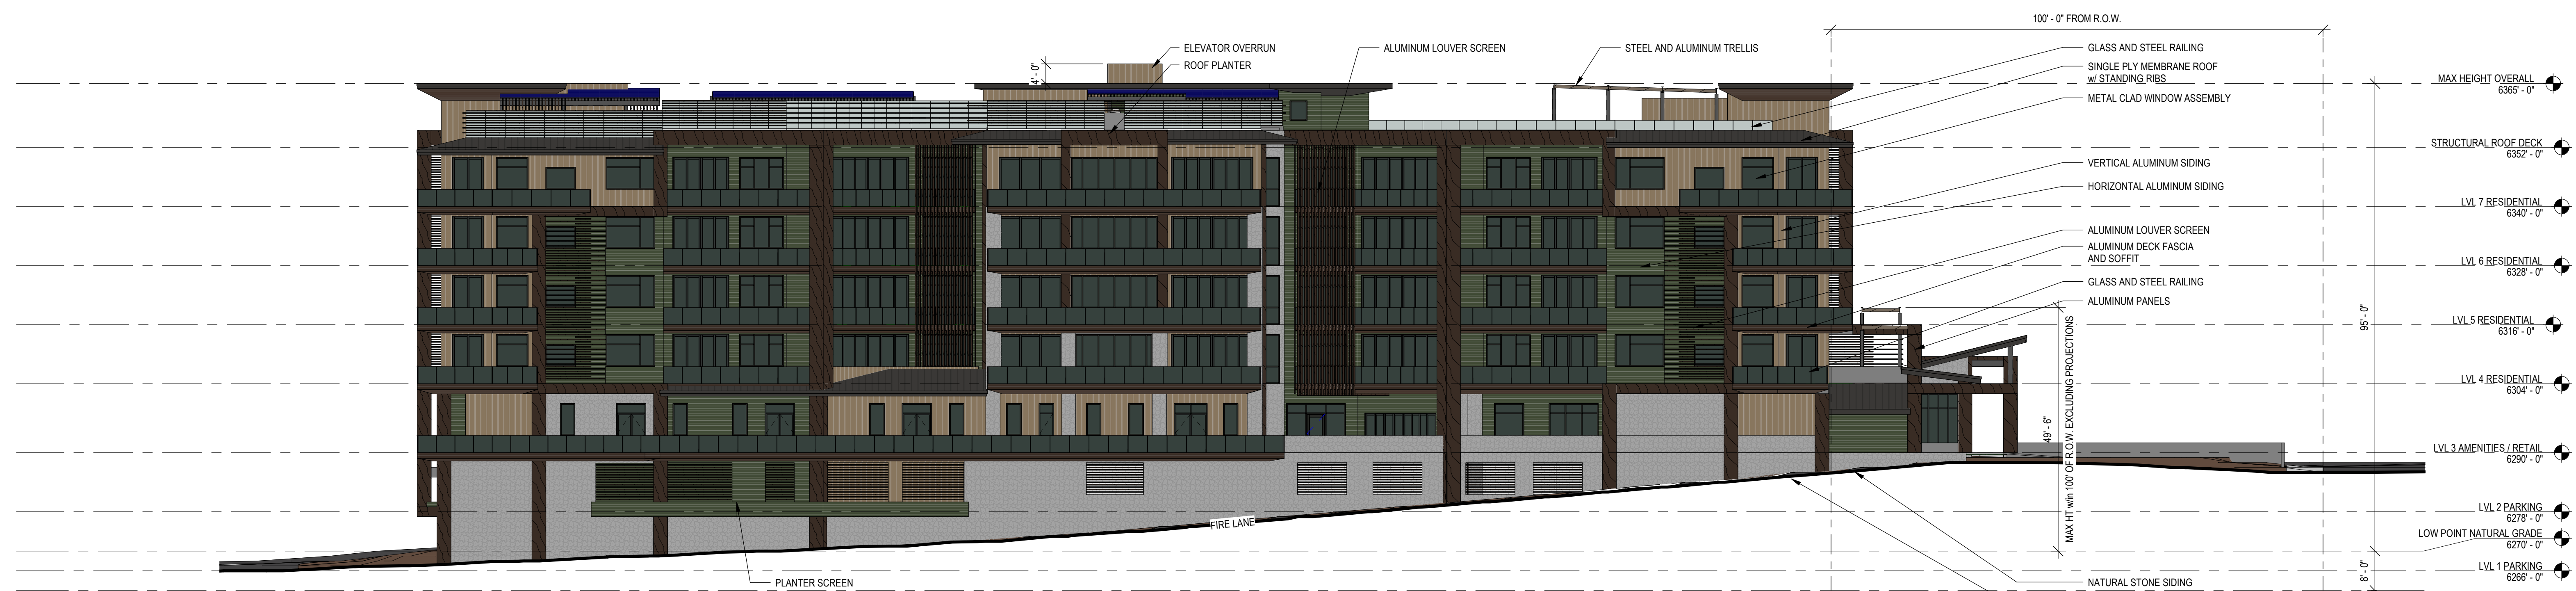 100' - 0" FROM R.O.W.
4' - 0"
ELEVATOR OVERRUN
ROOF PLANTER
ALUMINUM LOUVER SCREEN
STEEL AND ALUMINUM TRELLIS
GLASS AND STEEL RAILING
SINGLE PLY MEMBRANE ROOF
w/ STANDING RIBS
METAL CLAD WINDOW ASSEMBLY
VERTICAL ALUMINUM SIDING
HORIZONTAL ALUMINUM SIDING
ALUMINUM LOUVER SCREEN
ALUMINUM DECK FASCIA
AND SOFFIT
GLASS AND STEEL RAILING
ALUMINUM PANELS
MAX HEIGHT OVERALL
6365' - 0"
STRUCTURAL ROOF DECK
6352' - 0"
LVL 7 RESIDENTIAL
6340' - 0"
LVL 6 RESIDENTIAL
6328' - 0"
LVL 5 RESIDENTIAL
6316' - 0"
LVL 4 RESIDENTIAL
6304' - 0"
LVL 3 AMENITIES / RETAIL
6290' - 0"
LVL 2 PARKING
6278' - 0"
LOW POINT NATURAL GRADE
6270' - 0"
LVL 1 PARKING
6266' - 0"
95' - 0"
8' - 0"
49' - 6"
MAX HT w/in 100' OF R.O.W. EXCLUDING PROJECTIONS
FIRE LANE
PLANTER SCREEN
NATURAL STONE SIDING